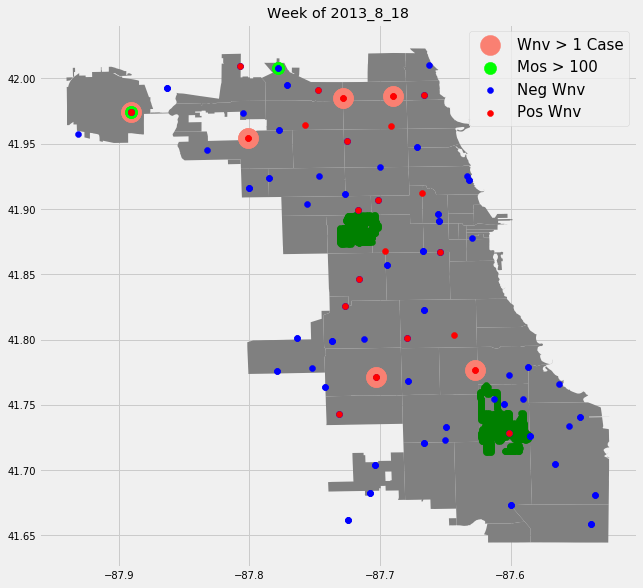 Week of 2013_8_18
Wnv > 1 Case
Mos > 100
Neg Wnv
Pos Wnv
42.00
41.95
41.90
41.85
41.80
41.75
41.70
41.65
−87.9
−87.8
−87.7
−87.6